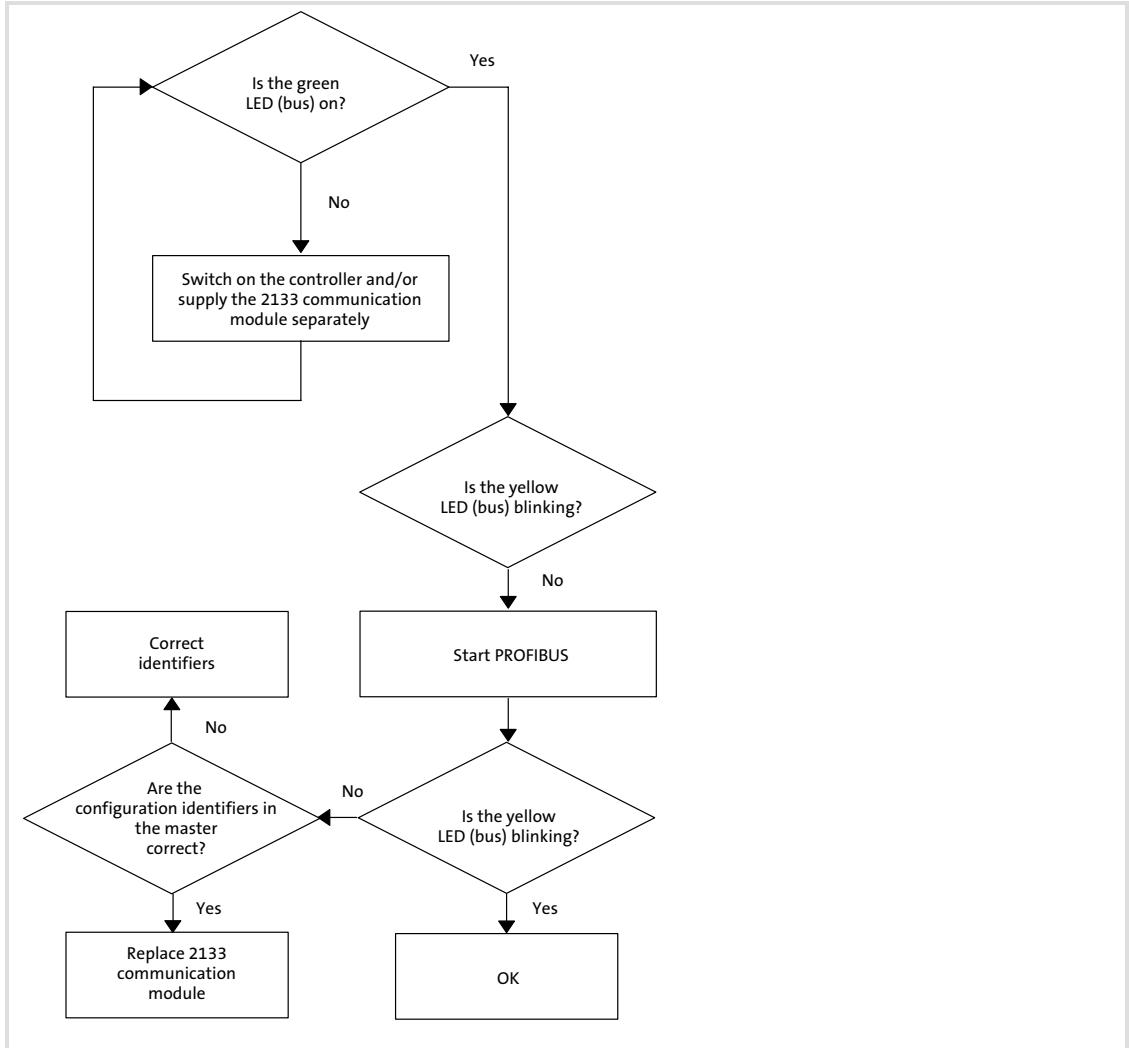 Yes
Is the green
LED (bus) on?
No
Switch on the controller and/or
supply the 2133 communication
module separately
Is the yellow
LED (bus) blinking?
No
Correct
identifiers
Start PROFIBUS
No
Are the
configuration identifiers in
the master
correct?
No
Is the yellow
LED (bus) blinking?
Yes
Yes
Replace 2133
communication
module
OK